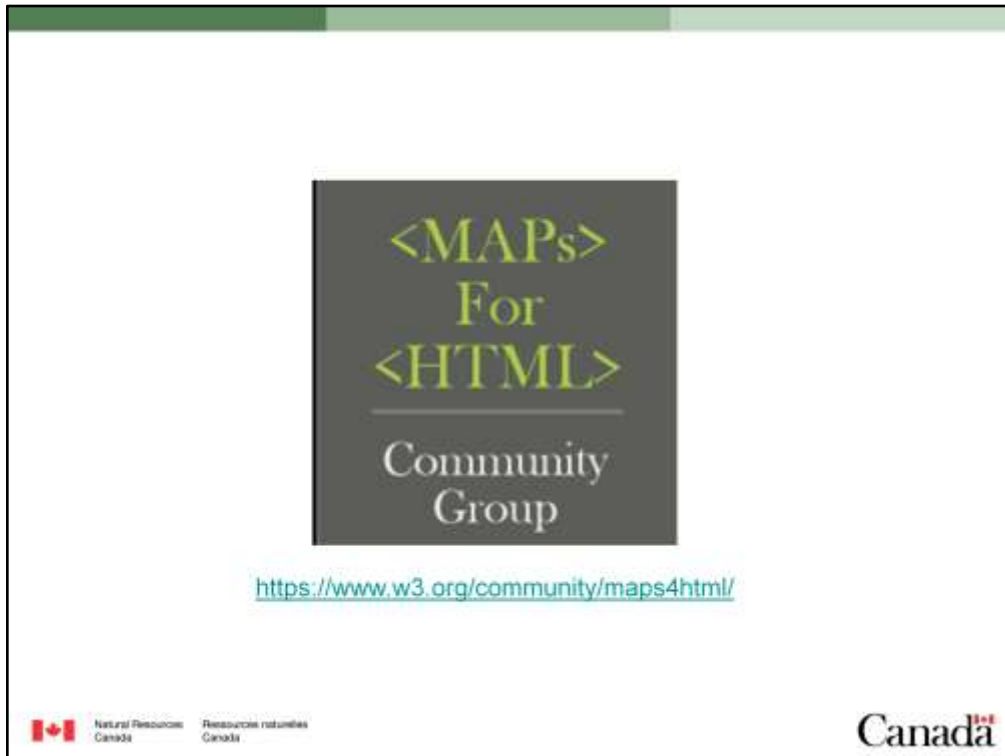 <MAPs>
For
<HTML>
Community
Group
https://www.w3.org/community/maps4html/
Natural Resources
Canada
Ressources naturelles
Canada
Canada